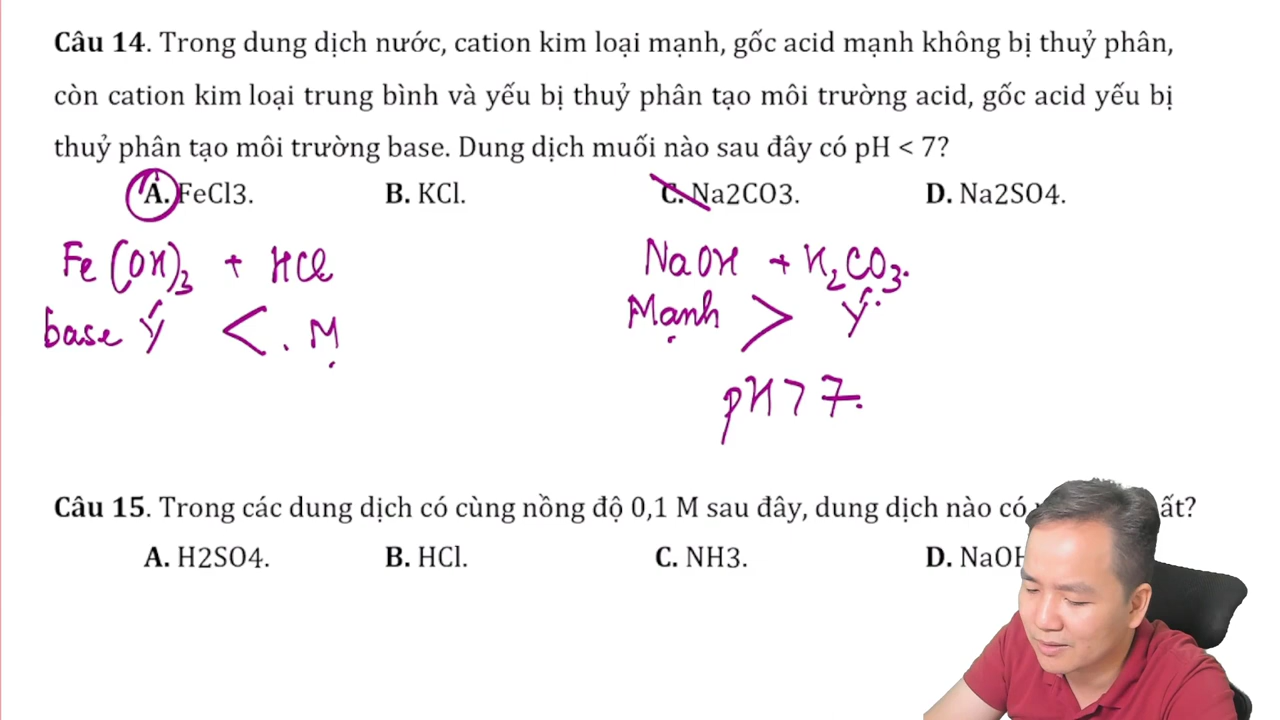 Câu 14. Trong dung dịch nước, cation kim loại mạnh, gốc acid mạnh không bị thuỷ phân,
còn cation kim loại trung bình và yếu bị thuỷ phân tạo môi trường acid, gốc acid yếu bị
thuỷ phân tạo môi trường base. Dung dịch muối nào sau đây có pH < 7?
A. FeCl3. B. KCl. C. Na2CO3. D. Na2SO4.
Fe(OH)3 + HCl NaOH + H2CO3.
base Ý < . M Mạnh > Ý
pH > 7.
Câu 15. Trong các dung dịch có cùng nồng độ 0,1 M sau đây, dung dịch nào có ất?
A. H2SO4. B. HCl. C. NH3. D. NaOH